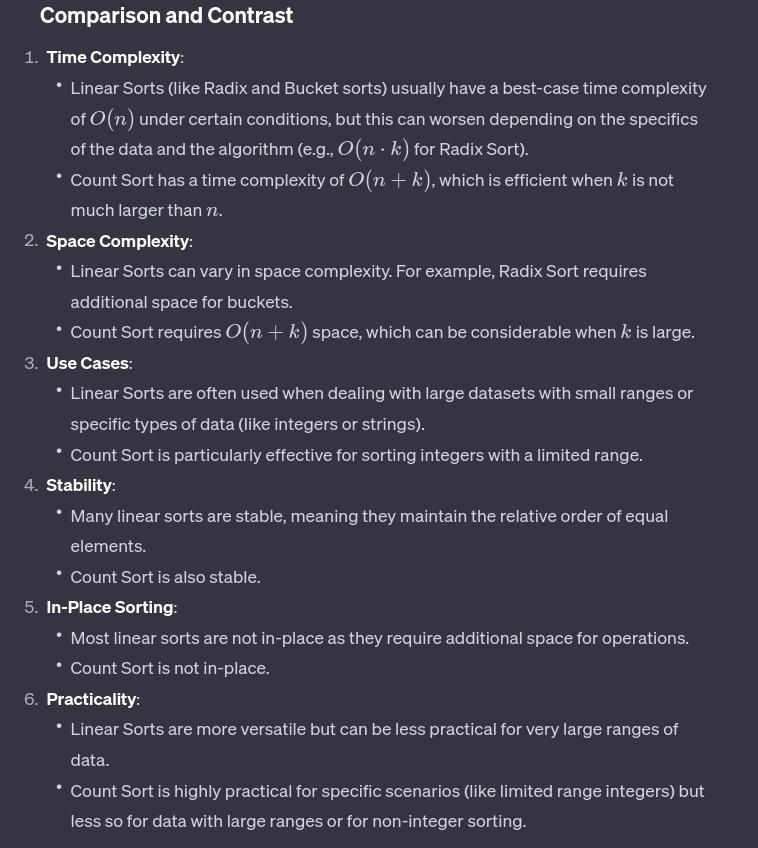 Comparison and Contrast
1. Time Complexity:
• Linear Sorts (like Radix and Bucket sorts) usually have a best-case time complexity
of O(n) under certain conditions, but this can worsen depending on the specifics
of the data and the algorithm (e.g., O(n · k) for Radix Sort).
• Count Sort has a time complexity of O(n + k), which is efficient when k is not
much larger than n.
2. Space Complexity:
• Linear Sorts can vary in space complexity. For example, Radix Sort requires
additional space for buckets.
• Count Sort requires O(n + k) space, which can be considerable when k is large.
3. Use Cases:
• Linear Sorts are often used when dealing with large datasets with small ranges or
specific types of data (like integers or strings).
• Count Sort is particularly effective for sorting integers with a limited range.
4. Stability:
• Many linear sorts are stable, meaning they maintain the relative order of equal
elements.
• Count Sort is also stable.
5. In-Place Sorting:
• Most linear sorts are not in-place as they require additional space for operations.
• Count Sort is not in-place.
6. Practicality:
• Linear Sorts are more versatile but can be less practical for very large ranges of
data.
• Count Sort is highly practical for specific scenarios (like limited range integers) but
less so for data with large ranges or for non-integer sorting.